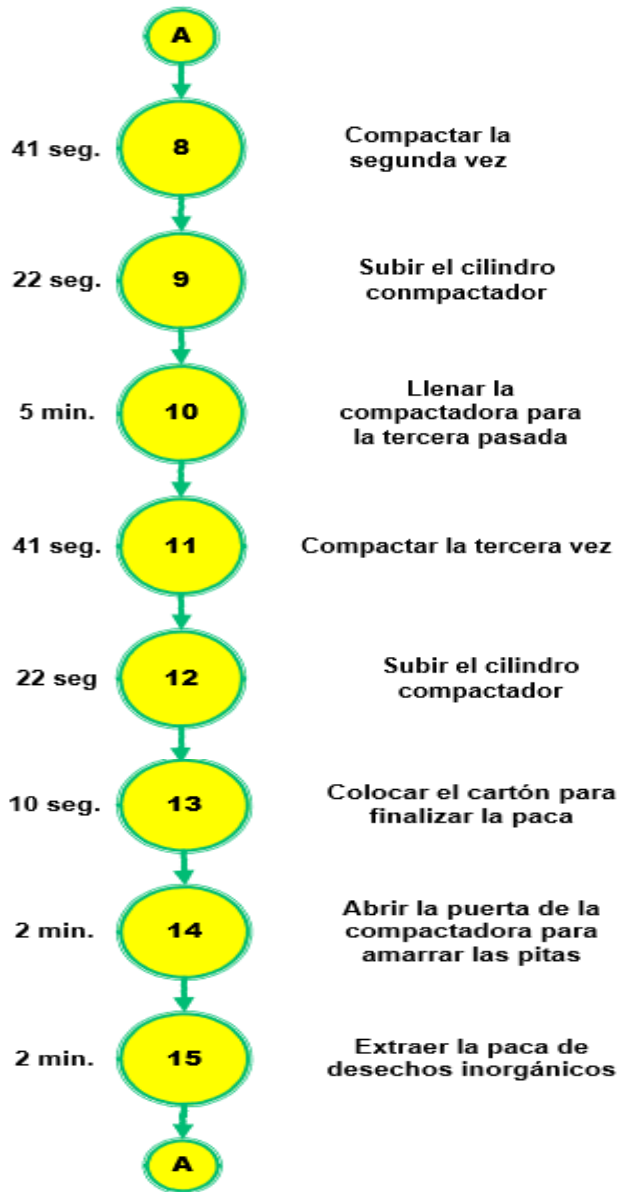 A
41 seg.
8
Compactar la
segunda vez
22 seg.
9
Subir el cilindro
conmpactador
5 min.
10
Llenar la
compactadora para
la tercera pasada
41 seg.
11
Compactar la tercera vez
22 seg
12
Subir el cilindro
compactador
10 seg.
13
Colocar el cartón para
finalizar la paca
2 min.
14
Abrir la puerta de la
compactadora para
amarrar las pitas
2 min.
15
Extraer la paca de
desechos inorgánicos
A